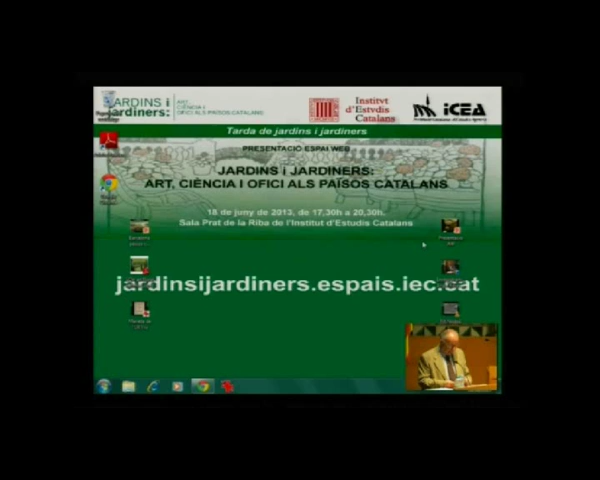 JARDINS i
jardiners:
ART,
CIÈNCIA I
OFICI ALS PAÏSOS CATALANS
Institvt
d'Estvdis
Catalans
iCEA
Tarda de jardins i jardiners
PRESENTACIÓ ESPAI WEB
JARDINS i JARDINERS:
ART, CIÈNCIA I OFICI ALS PAÏSOS CATALANS
18 de juny de 2013, de 17,30h a 20,30h.
Sala Prat de la Riba de l'Institut d'Estudis Catalans
jardinsijardiners.espais.iec.cat